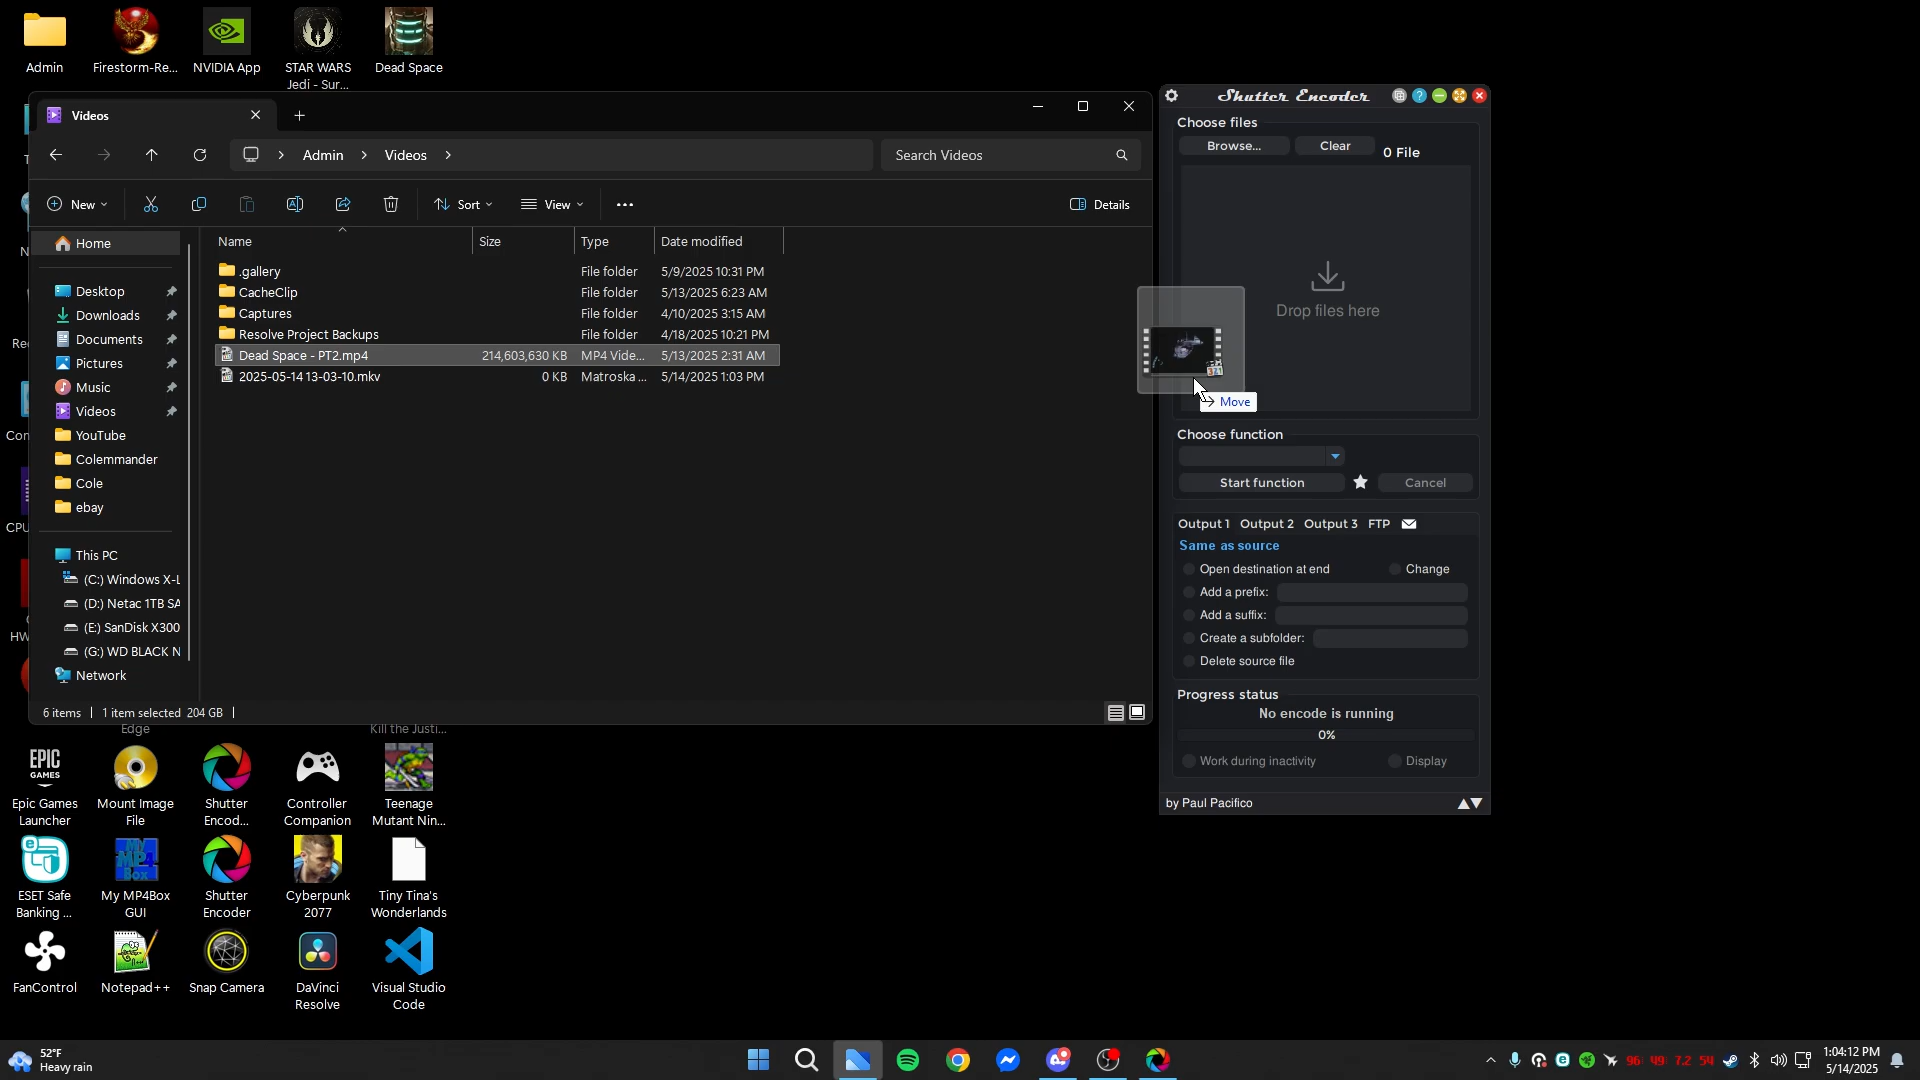 Admin
Firestorm-Re...
NVIDIA App
STAR WARS
Jedi - Sur...
Dead Space
Videos
Admin
Videos
Search Videos
New
Sort
View
Details
Name
Size
Type
Date modified
.gallery
File folder
5/9/2025 10:31 PM
CacheClip
File folder
5/13/2025 6:23 AM
Captures
File folder
4/10/2025 3:15 AM
Resolve Project Backups
File folder
4/18/2025 10:21 PM
Dead Space - PT2.mp4
214,603,630 KB
MP4 Vide...
5/13/2025 2:31 AM
2025-05-14 13-03-10.mkv
0 KB
Matroska ...
5/14/2025 1:03 PM
Home
Desktop
Downloads
Documents
Pictures
Music
Videos
YouTube
Colemmander
Cole
ebay
This PC
(C:) Windows X-L
(D:) Netac 1TB SA
(E:) SanDisk X300
(G:) WD BLACK N
Network
6 items
1 item selected 204 GB
Move
Shutter Encoder
Choose files
Browse...
Clear
0 File
Drop files here
Choose function
Start function
Cancel
Output 1
Output 2
Output 3
FTP
Same as source
Open destination at end
Change
Add a prefix:
Add a suffix:
Create a subfolder:
Delete source file
Progress status
No encode is running
0%
Work during inactivity
Display
by Paul Pacifico
Edge
Kill the Justi...
EPIC
GAMES
Epic Games
Launcher
Mount Image
File
Shutter
Encod...
Controller
Companion
Teenage
Mutant Nin...
ESET Safe
Banking ...
My
MP4
Box
My MP4Box
GUI
Shutter
Encoder
Cyberpunk
2077
Tiny Tina's
Wonderlands
FanControl
Notepad++
Snap Camera
DaVinci
Resolve
Visual Studio
Code
52°F
Heavy rain
96
49
7.2
54
1:04:12 PM
5/14/2025